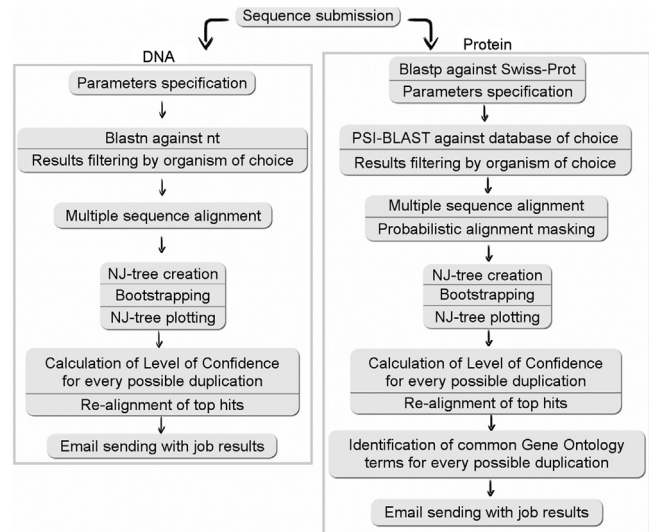 Sequence submission
DNA
Parameters specification
Blastn against nt
Results filtering by organism of choice
Multiple sequence alignment
NJ-tree creation
Bootstrapping
NJ-tree plotting
Calculation of Level of Confidence
for every possible duplication
Re-alignment of top hits
Email sending with job results
Protein
Blastp against Swiss-Prot
Parameters specification
PSI-BLAST against database of choice
Results filtering by organism of choice
Multiple sequence alignment
Probabilistic alignment masking
NJ-tree creation
Bootstrapping
NJ-tree plotting
Calculation of Level of Confidence
for every possible duplication
Re-alignment of top hits
Identification of common Gene Ontology
terms for every possible duplication
Email sending with job results